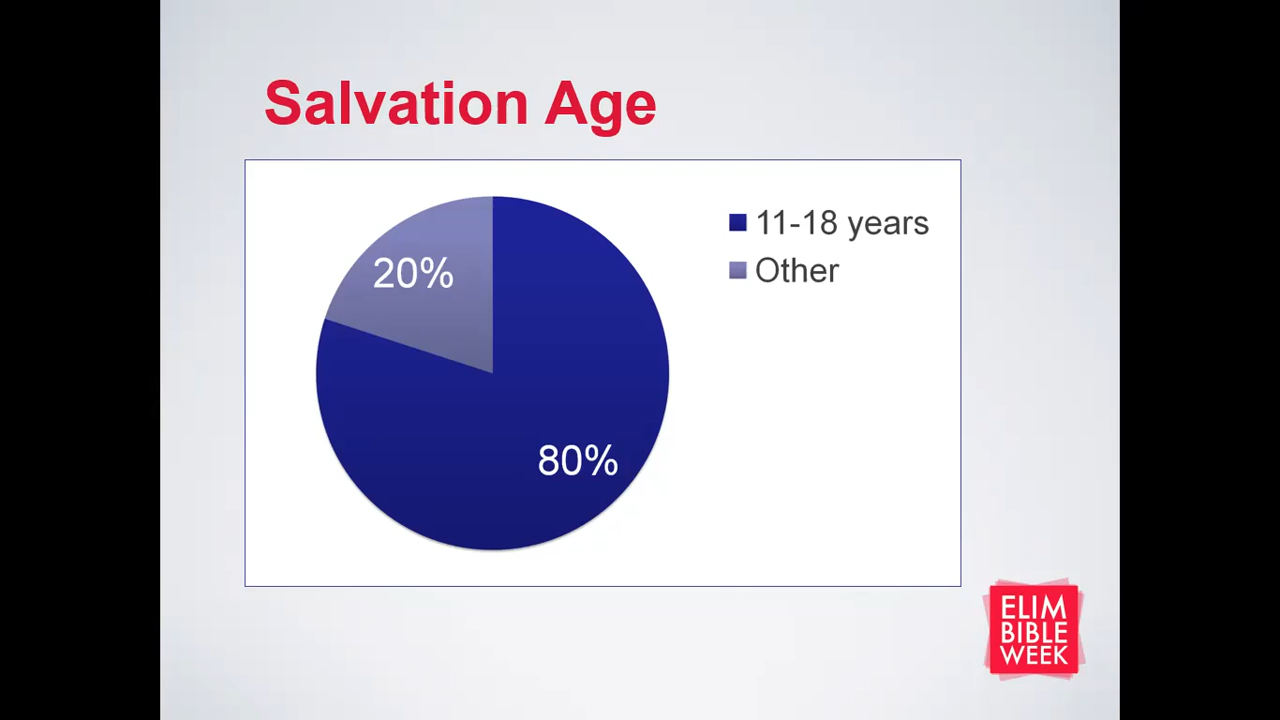 Salvation Age
11-18 years
Other
20%
80%
ELIM
BIBLE
WEEK